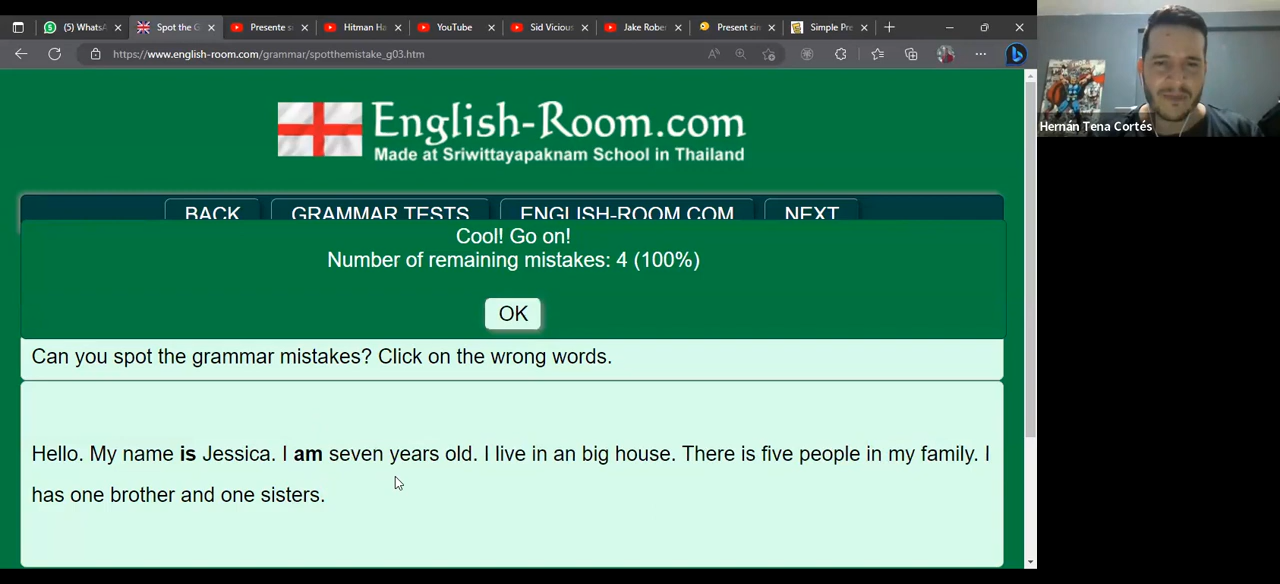 WhatsA
Spot the G
Presente s
Hitman Ha
YouTube
Sid Vicious
Jake Rober
Present sin
Simple Pre
https://www.english-room.com/grammar/spotthemistake_g03.htm
English-Room.com
Made at Sriwittayapaknam School in Thailand
BACK GRAMMAR TESTS ENGLISH-ROOM.COM NEXT
Cool! Go on!
Number of remaining mistakes: 4 (100%)
OK
Can you spot the grammar mistakes? Click on the wrong words.
Hello. My name is Jessica. I am seven years old. I live in an big house. There is five people in my family. I
has one brother and one sisters.
Hernán Tena Cortés